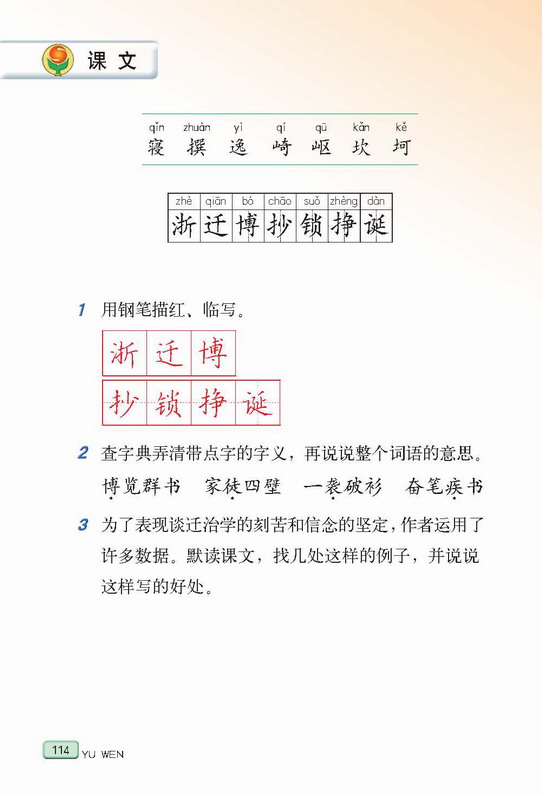 课文
qǐn zhuàn yì qí qū kǎn kě
寝 撰 逸 崎 岖 坎 坷
zhè qiān bó chāo suǒ zhèng dàn
浙 迁 博 抄 锁 挣 诞
1 用钢笔描红、临写。
浙 迁 博
抄 锁 挣 诞
2 查字典弄清带点字的字义，再说说整个词语的意思。
博览群书 家徒四壁 一袭破衫 奋笔疾书
3 为了表现谈迁治学的刻苦和信念的坚定，作者运用了
许多数据。默读课文，找几处这样的例子，并说说
这样写的好处。
114 YU WEN